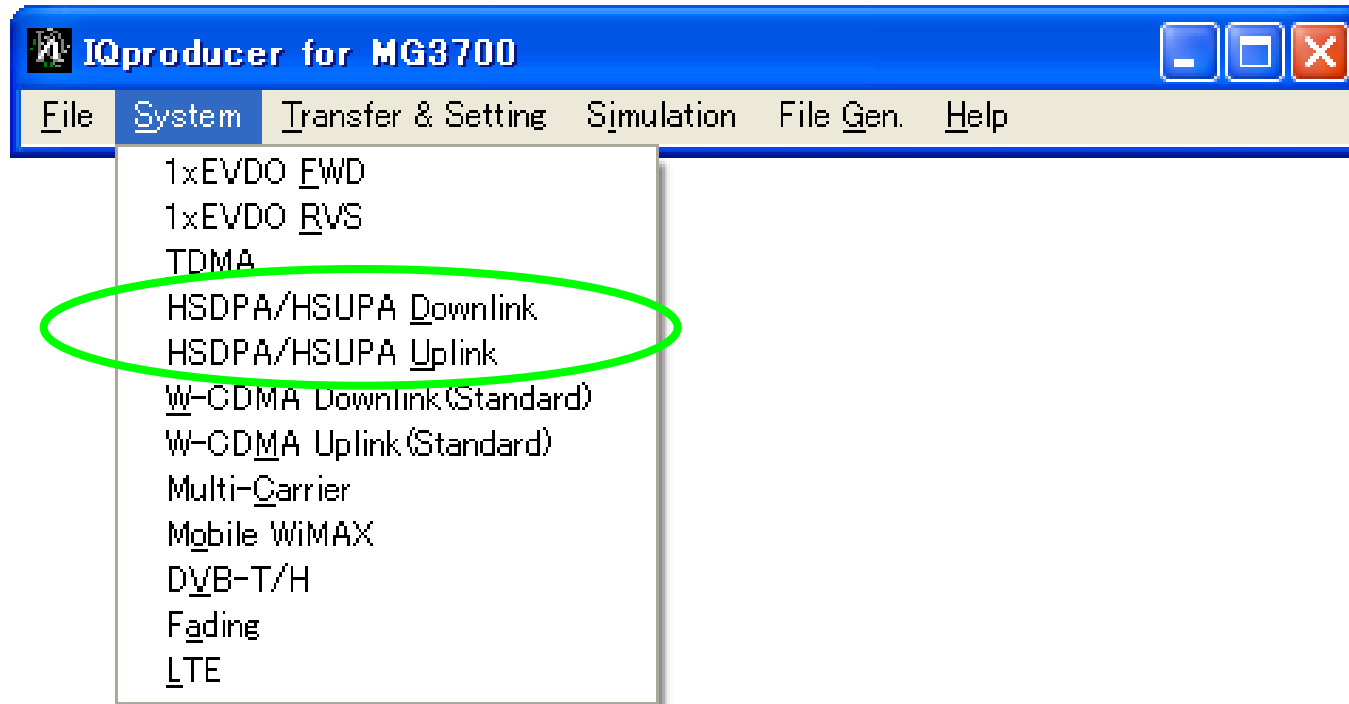 IQproducer for MG3700
File System Transfer & Setting Simulation File Gen. Help
1xEVDO FWD
1xEVDO RVS
TDMA
HSDPA/HSUPA Downlink
HSDPA/HSUPA Uplink
W-CDMA Downlink(Standard)
W-CDMA Uplink(Standard)
Multi-Carrier
Mobile WiMAX
DVB-T/H
Fading
LTE